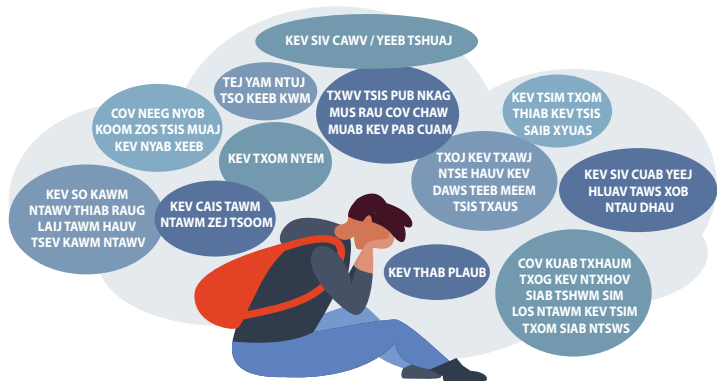 KEV SIV CAWV / YEEB TSHUAJ
TEJ YAM NTUJ
TSO KEEB KWM
TXWV TSIS PUB NKAG
MUS RAU COV CHAW
MUAB KEV PAB CUAM
KEV TSIM TXOM
THIAB KEV TSIS
SAIB XYUAS
COV NEEG NYOB
KOOM ZOS TSIS MUAJ
KEV NYAB XEEB
KEV TXOM NYEM
TXOJ KEV TXAWJ
NTSE HAUV KEV
DAWS TEEB MEEM
TSIS TXAUS
KEV SIV CUAB YEEJ
HLUAV TAWS XOB
NTAU DHAU
KEV SO KAWM
NTAWV THIAB RAUG
LAIJ TAWM HAUV
TSEV KAWM NTAWV
KEV CAIS TAWM
NTAWM ZEJ TSOOM
KEV THAB PLAUB
COV KUAB TXHAUM
TXOG KEV NTXHOV
SIAB TSHWM SIM
LOS NTAWM KEV TSIM
TXOM SIAB NTSWS